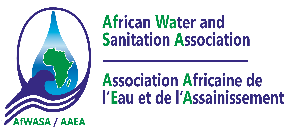 African Water and
Sanitation Association
Association Africaine de
l'Eau et de l'Assainissement
AfWASA / AAEA